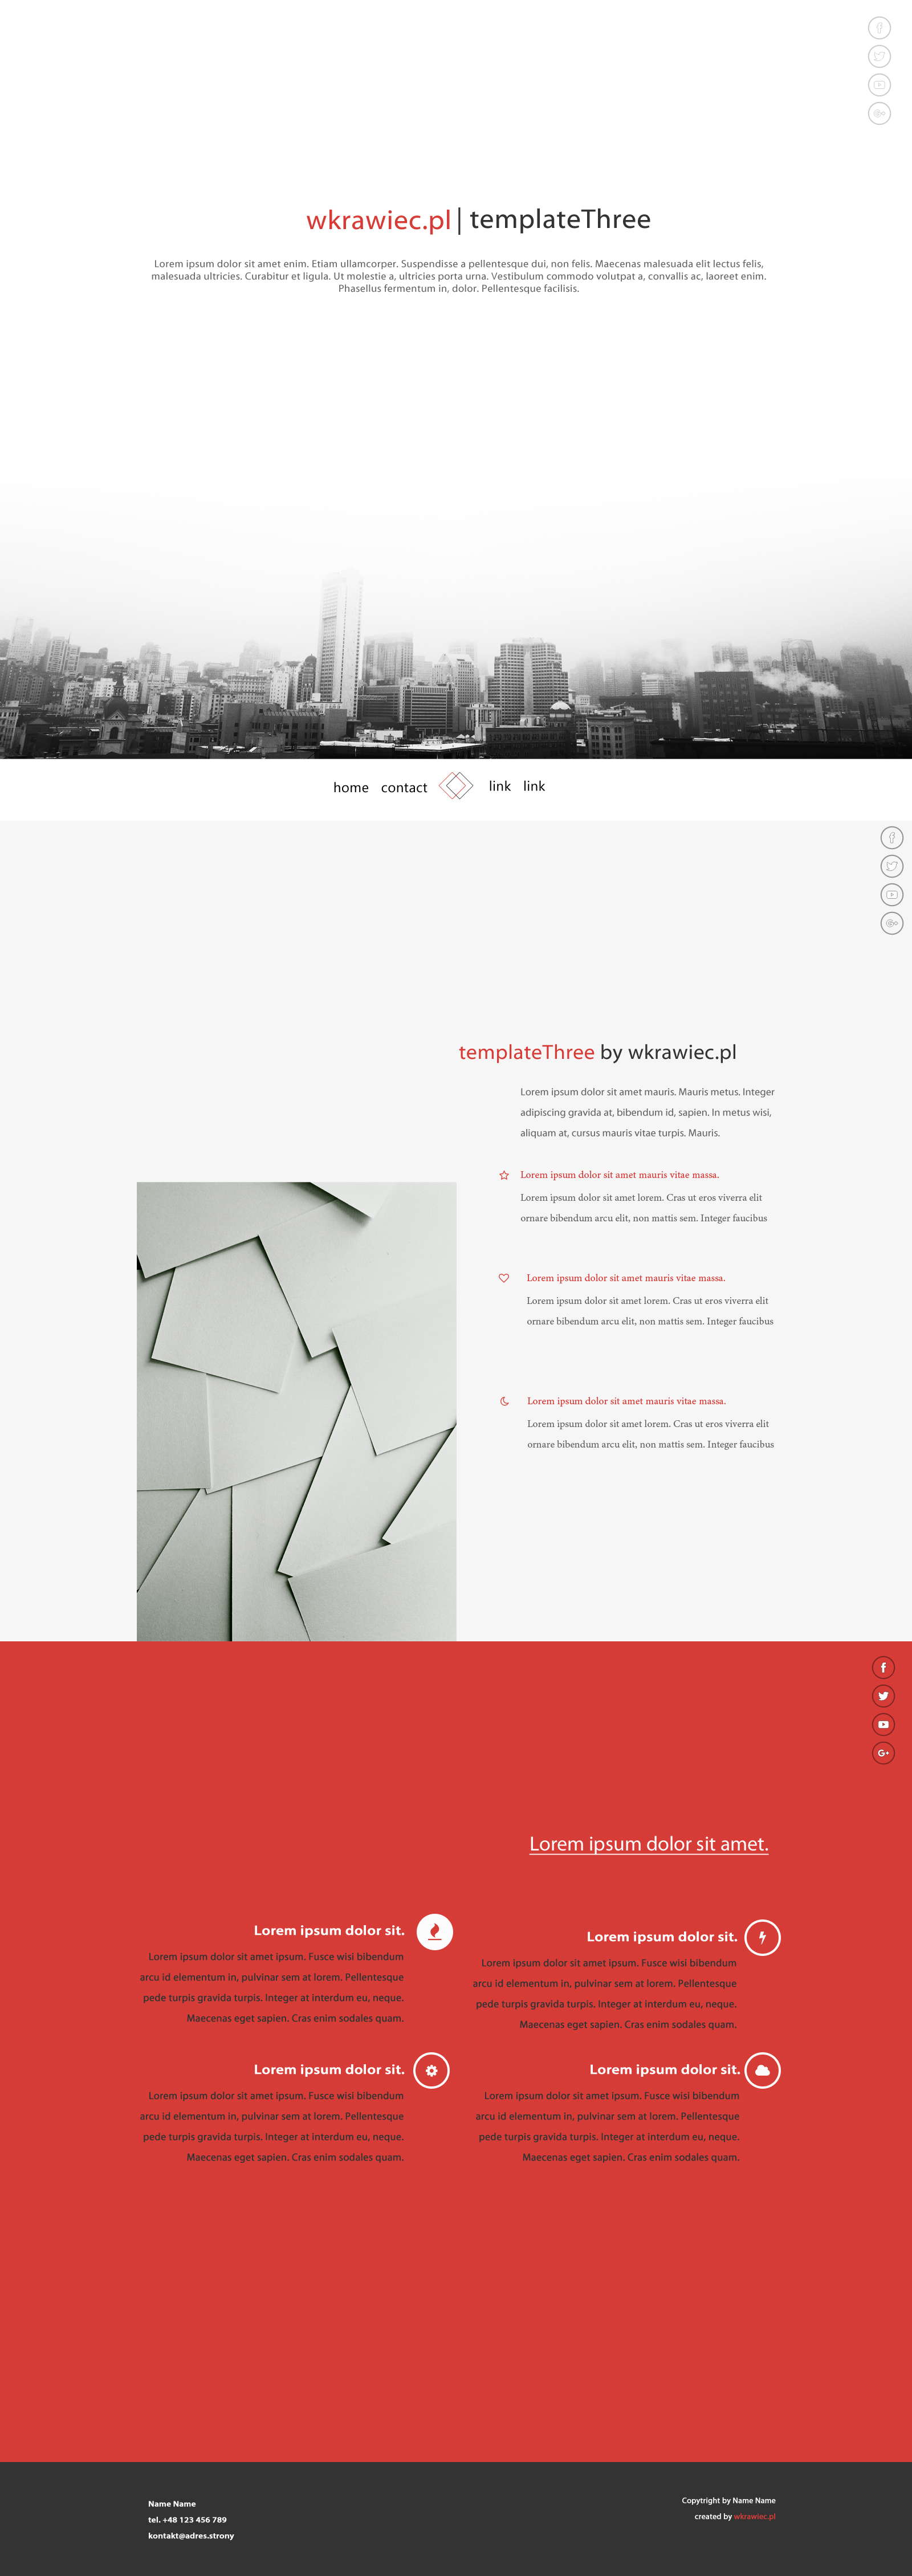 wkrawiec.pl | templateThree
Lorem ipsum dolor sit amet enim. Etiam ullamcorper. Suspendisse a pellentesque dui, non felis. Maecenas malesuada elit lectus felis,
malesuada ultricies. Curabitur et ligula. Ut molestie a, ultricies porta urna. Vestibulum commodo volutpat a, convallis ac, laoreet enim.
Phasellus fermentum in, dolor. Pellentesque facilisis.
home contact link link
templateThree by wkrawiec.pl
Lorem ipsum dolor sit amet mauris. Mauris metus. Integer
adipiscing gravida at, bibendum id, sapien. In metus wisi,
aliquam at, cursus mauris vitae turpis. Mauris.
Lorem ipsum dolor sit amet mauris vitae massa.
Lorem ipsum dolor sit amet lorem. Cras ut eros viverra elit
ornare bibendum arcu elit, non mattis sem. Integer faucibus
Lorem ipsum dolor sit amet mauris vitae massa.
Lorem ipsum dolor sit amet lorem. Cras ut eros viverra elit
ornare bibendum arcu elit, non mattis sem. Integer faucibus
Lorem ipsum dolor sit amet mauris vitae massa.
Lorem ipsum dolor sit amet lorem. Cras ut eros viverra elit
ornare bibendum arcu elit, non mattis sem. Integer faucibus
Lorem ipsum dolor sit amet.
Lorem ipsum dolor sit.
Lorem ipsum dolor sit amet ipsum. Fusce wisi bibendum
arcu id elementum in, pulvinar sem at lorem. Pellentesque
pede turpis gravida turpis. Integer at interdum eu, neque.
Maecenas eget sapien. Cras enim sodales quam.
Lorem ipsum dolor sit.
Lorem ipsum dolor sit amet ipsum. Fusce wisi bibendum
arcu id elementum in, pulvinar sem at lorem. Pellentesque
pede turpis gravida turpis. Integer at interdum eu, neque.
Maecenas eget sapien. Cras enim sodales quam.
Lorem ipsum dolor sit.
Lorem ipsum dolor sit amet ipsum. Fusce wisi bibendum
arcu id elementum in, pulvinar sem at lorem. Pellentesque
pede turpis gravida turpis. Integer at interdum eu, neque.
Maecenas eget sapien. Cras enim sodales quam.
Lorem ipsum dolor sit.
Lorem ipsum dolor sit amet ipsum. Fusce wisi bibendum
arcu id elementum in, pulvinar sem at lorem. Pellentesque
pede turpis gravida turpis. Integer at interdum eu, neque.
Maecenas eget sapien. Cras enim sodales quam.
Name Name
tel. +48 123 456 789
kontakt@adres.strony
Copytright by Name Name
created by wkrawiec.pl